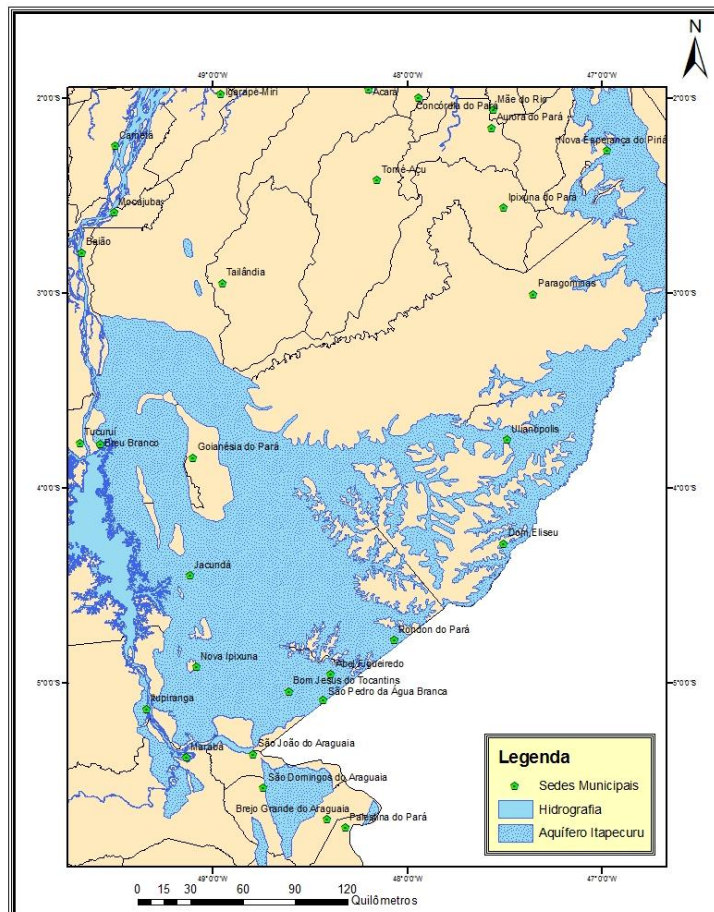 N
49°0'0"W 48°0'0"W 47°0'0"W
2°0'0"S 2°0'0"S
Igarapé-Miri
Acará
Concórdia do Pará
Mãe do Rio
Aurora do Pará
Cametá
Nova Esperança do Piriá
Tomé-Açu
Mocajuba
Ipixuna do Pará
Baião
Tailândia
Paragominas
3°0'0"S 3°0'0"S
Tucuruí
Breu Branco
Ulianópolis
Goianésia do Pará
4°0'0"S 4°0'0"S
Dom Eliseu
Jacundá
Rondon do Pará
Nova Ipixuna
Abel Figueiredo
Bom Jesus do Tocantins
5°0'0"S 5°0'0"S
São Pedro da Água Branca
Itupiranga
Marabá
São João do Araguaia
São Domingos do Araguaia
Brejo Grande do Araguaia
Palestina do Pará
Legenda
Sedes Municipais
Hidrografia
Aquífero Itapecuru
49°0'0"W 48°0'0"W 47°0'0"W
0 15 30 60 90 120
Quilômetros